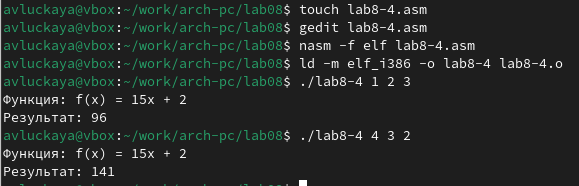 avluckaya@vbox:~/work/arch-pc/lab08$ touch lab8-4.asm
avluckaya@vbox:~/work/arch-pc/lab08$ gedit lab8-4.asm
avluckaya@vbox:~/work/arch-pc/lab08$ nasm -f elf lab8-4.asm
avluckaya@vbox:~/work/arch-pc/lab08$ ld -m elf_i386 -o lab8-4 lab8-4.o
avluckaya@vbox:~/work/arch-pc/lab08$ ./lab8-4 1 2 3
Функция: f(x) = 15x + 2
Результат: 96
avluckaya@vbox:~/work/arch-pc/lab08$ ./lab8-4 4 3 2
Функция: f(x) = 15x + 2
Результат: 141
avluckaya@vbox:~/work/arch-pc/lab08$